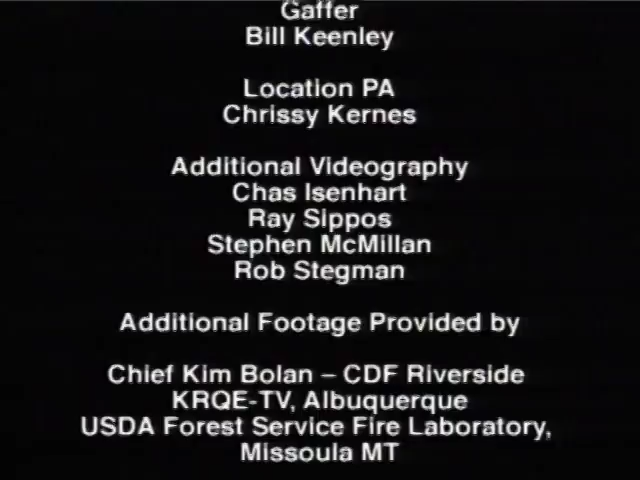 Gaffer
Bill Keenley
Location PA
Chrissy Kernes
Additional Videography
Chas Isenhart
Ray Sippos
Stephen McMillan
Rob Stegman
Additional Footage Provided by
Chief Kim Bolan – CDF Riverside
KRQE-TV, Albuquerque
USDA Forest Service Fire Laboratory,
Missoula MT